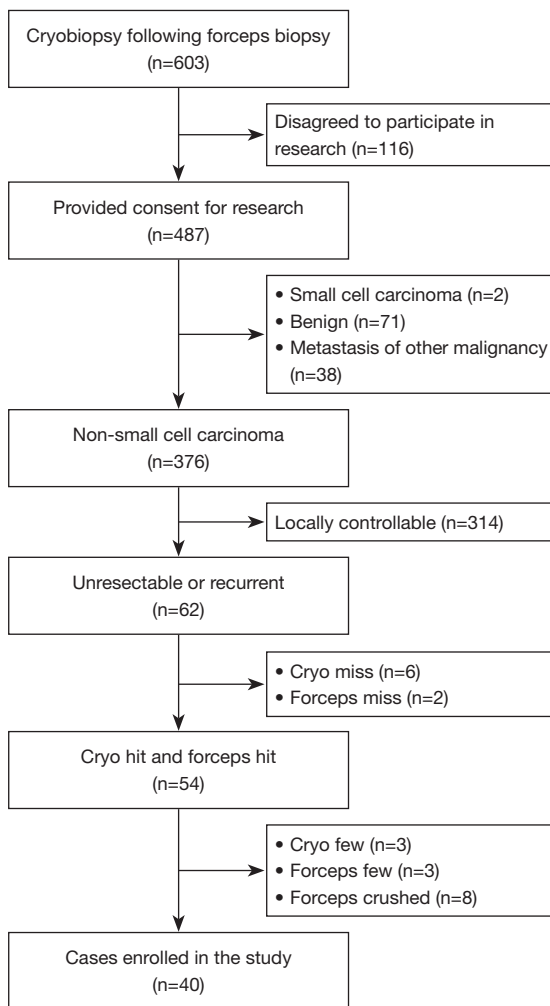 Cryobiopsy following forceps biopsy
(n=603)
Disagreed to participate in
research (n=116)
Provided consent for research
(n=487)
• Small cell carcinoma (n=2)
• Benign (n=71)
• Metastasis of other malignancy
(n=38)
Non-small cell carcinoma
(n=376)
Locally controllable (n=314)
Unresectable or recurrent
(n=62)
• Cryo miss (n=6)
• Forceps miss (n=2)
Cryo hit and forceps hit
(n=54)
• Cryo few (n=3)
• Forceps few (n=3)
• Forceps crushed (n=8)
Cases enrolled in the study
(n=40)